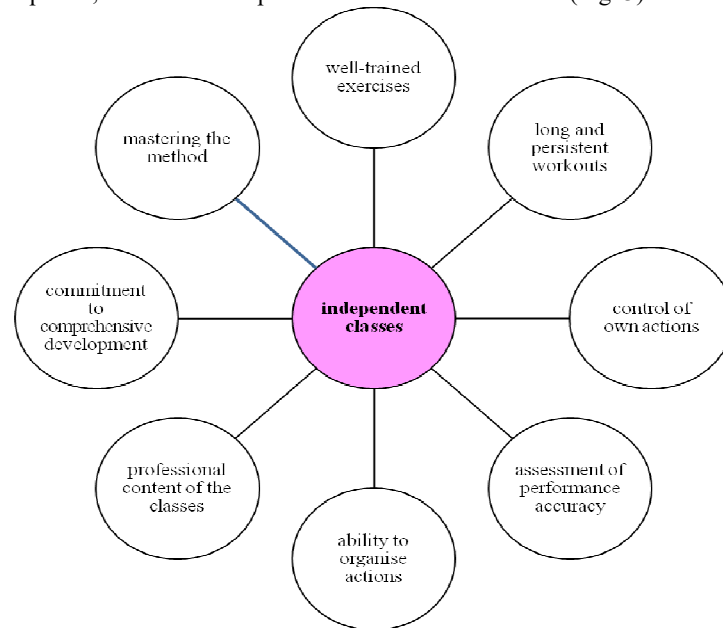 well-trained
exercises
long and
persistent
workouts
control of
own actions
assessment of
performance
accuracy
ability to
organise
actions
professional
content of the
classes
commitment
to
comprehensive
development
mastering the
method
independent
classes